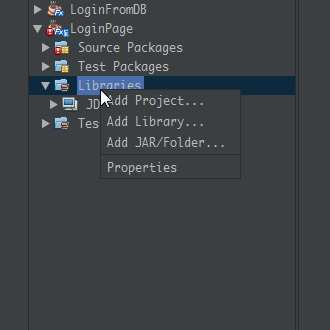 LoginFromDB
LoginPage
Source Packages
Test Packages
Libraries
Add Project...
JD
Add Library...
Tes
Add JAR/Folder...
Properties